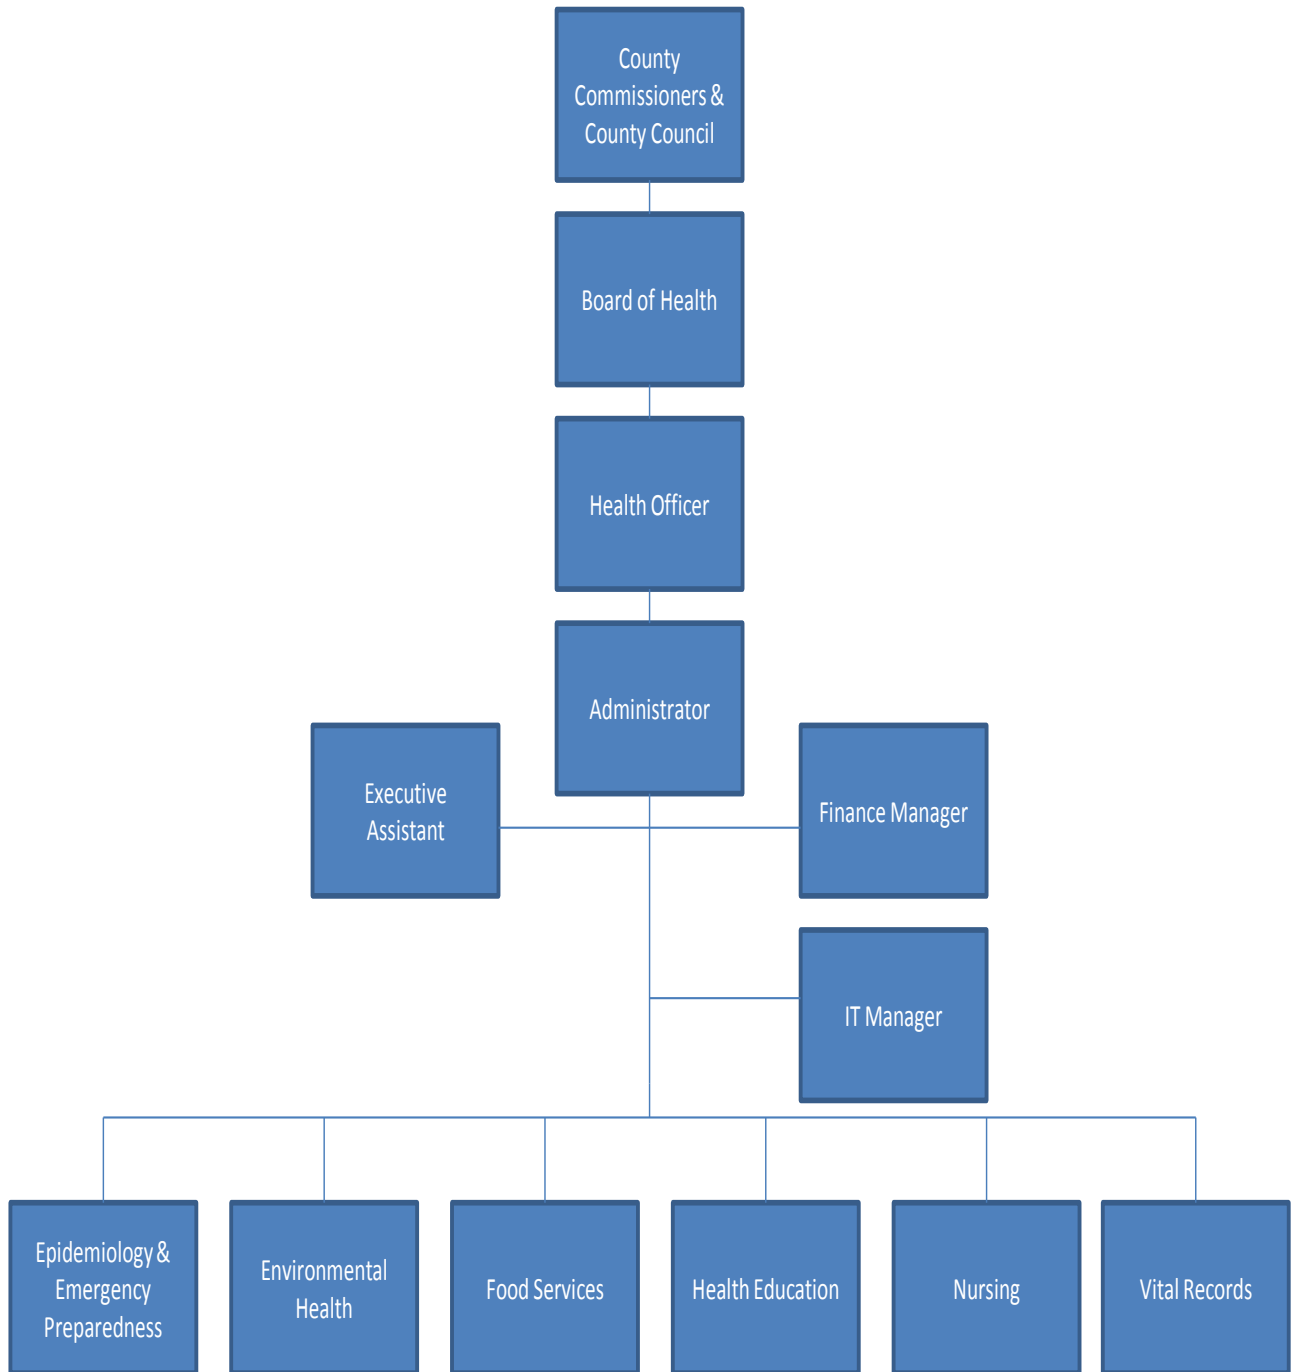 County
Commissioners &
County Council
Board of Health
Health Officer
Administrator
Executive
Assistant
Finance Manager
IT Manager
Epidemiology &
Emergency
Preparedness
Environmental
Health
Food Services
Health Education
Nursing
Vital Records